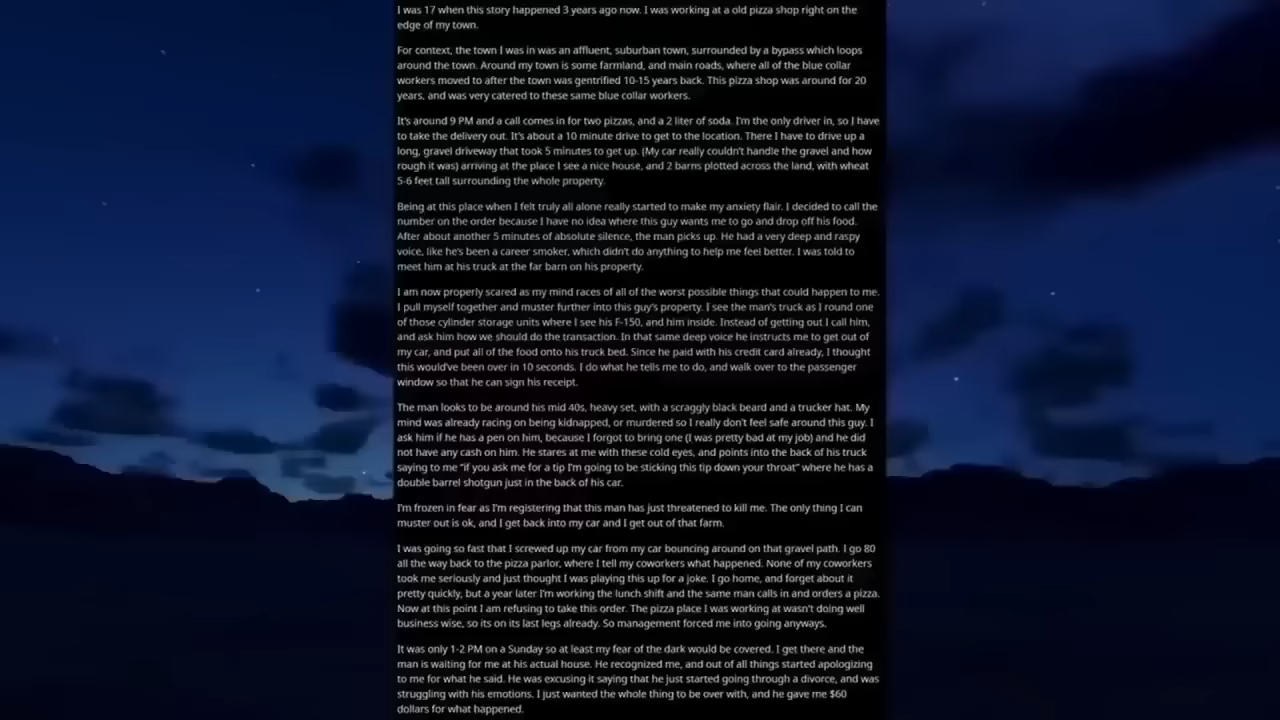 I was 17 when this story happened 3 years ago now. I was working at a old pizza shop right on the
edge of my town.
For context, the town I was in was an affluent, suburban town, surrounded by a bypass which loops
around the town. Around my town is some farmland, and main roads, where all of the blue collar
workers moved to after the town was gentrified 10-15 years back. This pizza shop was around for 20
years, and was very catered to these same blue collar workers.
It's around 9 PM and a call comes in for two pizzas, and a 2 liter of soda. I'm the only driver in, so I have
to take the delivery out. It's about a 10 minute drive to get to the location. There I have to drive up a
long, gravel driveway that took 5 minutes to get up. (My car really couldn't handle the gravel and how
rough it was) arriving at the place I see a nice house, and 2 barns plotted across the land, with wheat
5-6 feet tall surrounding the whole property.
Being at this place when I felt truly all alone really started to make my anxiety flair. I decided to call the
number on the order because I have no idea where this guy wants me to go and drop off his food.
After about another 5 minutes of absolute silence, the man picks up. He had a very deep and raspy
voice, like he's been a career smoker, which didn't do anything to help me feel better. I was told to
meet him at his truck at the far barn on his property.
I am now properly scared as my mind races of all of the worst possible things that could happen to me.
I pull myself together and muster further into this guy's property. I see the man's truck as I round one
of those cylinder storage units where I see his F-150, and him inside. Instead of getting out I call him,
and ask him how we should do the transaction. In that same deep voice he instructs me to get out of
my car, and put all of the food onto his truck bed. Since he paid with his credit card already, I thought
this would've been over in 10 seconds. I do what he tells me to do, and walk over to the passenger
window so that he can sign his receipt.
The man looks to be around his mid 40s, heavy set, with a scraggly black beard and a trucker hat. My
mind was already racing on being kidnapped, or murdered so I really don't feel safe around this guy. I
ask him if he has a pen on him, because I forgot to bring one (I was pretty bad at my job) and he did
not have any cash on him. He stares at me with these cold eyes, and points into the back of his truck
saying to me "if you ask me for a tip I'm going to be sticking this tip down your throat" where he has a
double barrel shotgun just in the back of his car.
I'm frozen in fear as I'm registering that this man has just threatened to kill me. The only thing I can
muster out is ok, and I get back into my car and I get out of that farm.
I was going so fast that I screwed up my car from my car bouncing around on that gravel path. I go 80
all the way back to the pizza parlor, where I tell my coworkers what happened. None of my coworkers
took me seriously and just thought I was playing this up for a joke. I go home, and forget about it
pretty quickly, but a year later I'm working the lunch shift and the same man calls in and orders a pizza.
Now at this point I am refusing to take this order. The pizza place I was working at wasn't doing well
business wise, so its on its last legs already. So management forced me into going anyways.
It was only 1-2 PM on a Sunday so at least my fear of the dark would be covered. I get there and the
man is waiting for me at his actual house. He recognized me, and out of all things started apologizing
to me for what he said. He was excusing it saying that he just started going through a divorce, and was
struggling with his emotions. I just wanted the whole thing to be over with, and he gave me $60
dollars for what happened.